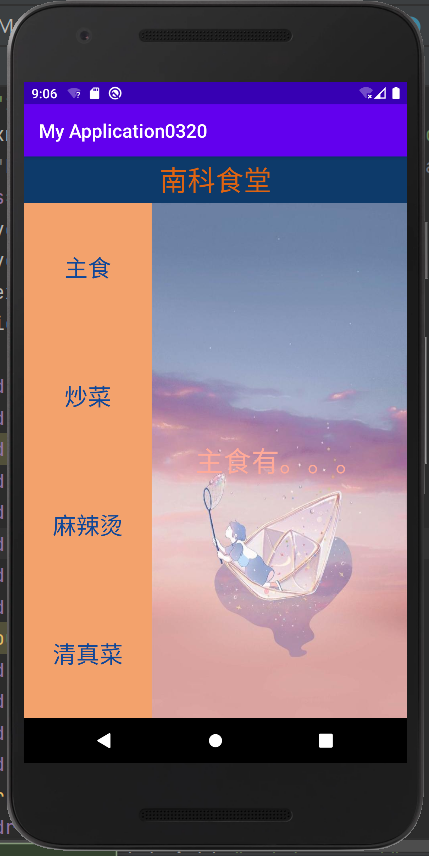 9:06
My Application0320
南科食堂
主食
炒菜
麻辣烫
清真菜
主食有。。。